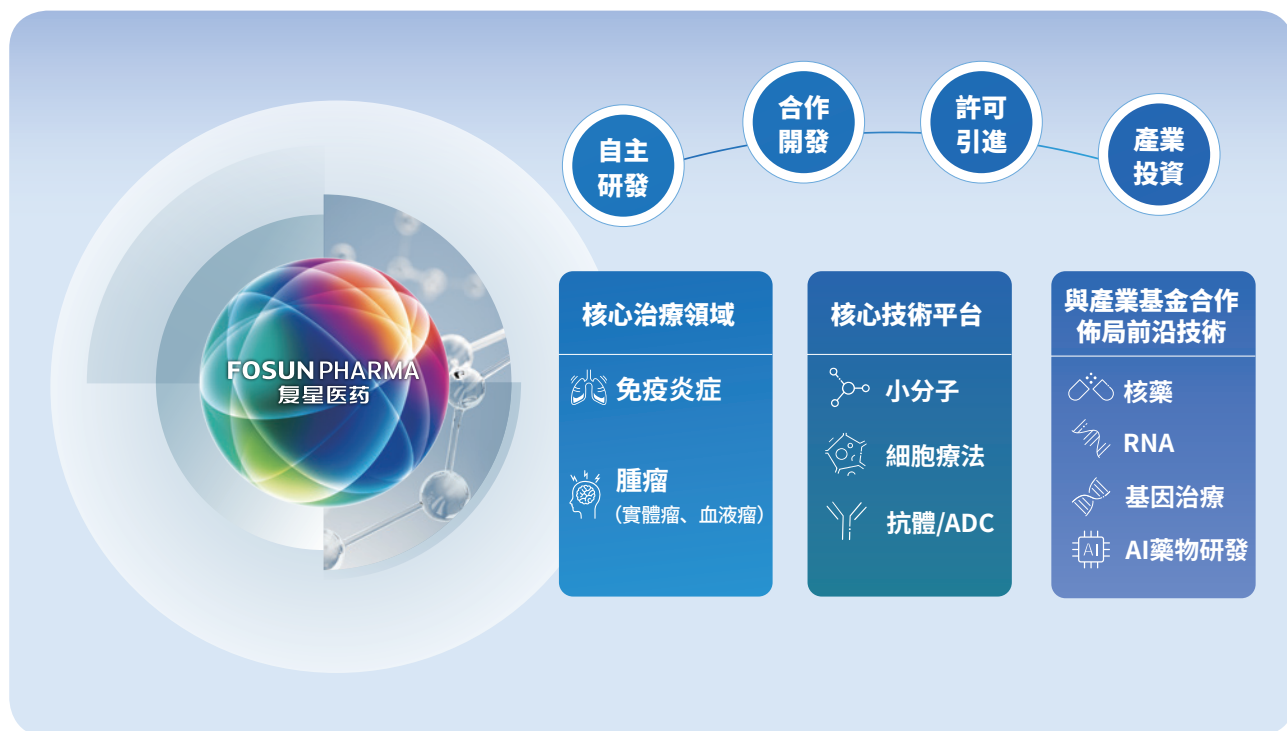 自主
研發
合作
開發
許可
引進
產業
投資
FOSUN PHARMA
复星医药
核心治療領域
免疫炎症
腫瘤
（實體瘤、血液瘤）
核心技術平台
小分子
細胞療法
抗體/ADC
與產業基金合作
佈局前沿技術
核藥
RNA
基因治療
AI
AI藥物研發